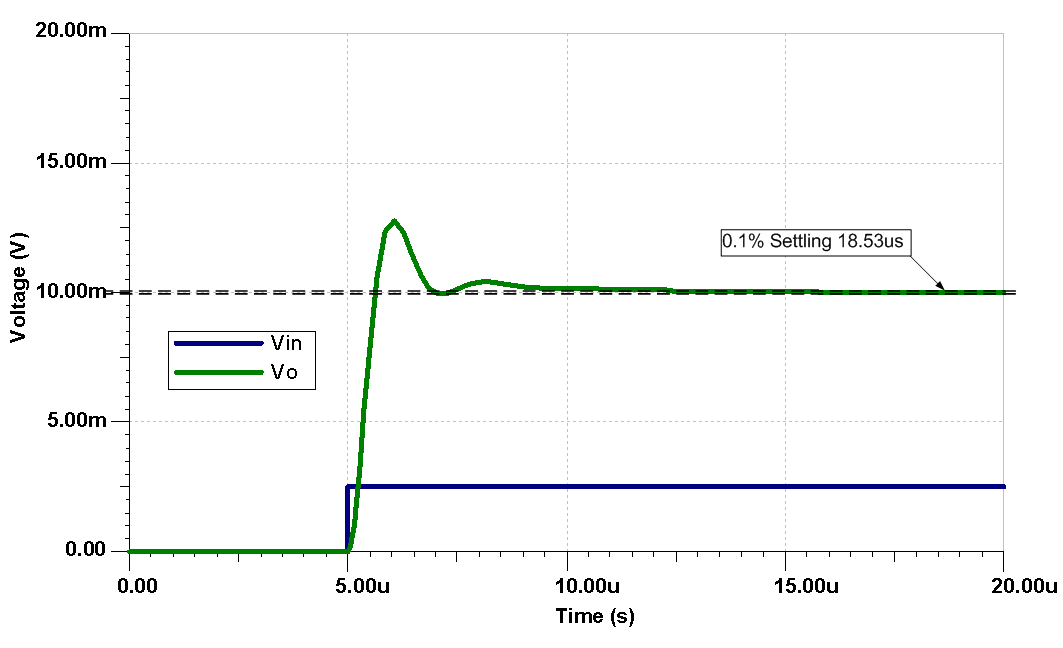 20.00m
15.00m
10.00m
5.00m
0.00
Voltage (V)
0.1% Settling 18.53us
Vin
Vo
0.00
5.00u
10.00u
15.00u
20.00u
Time (s)